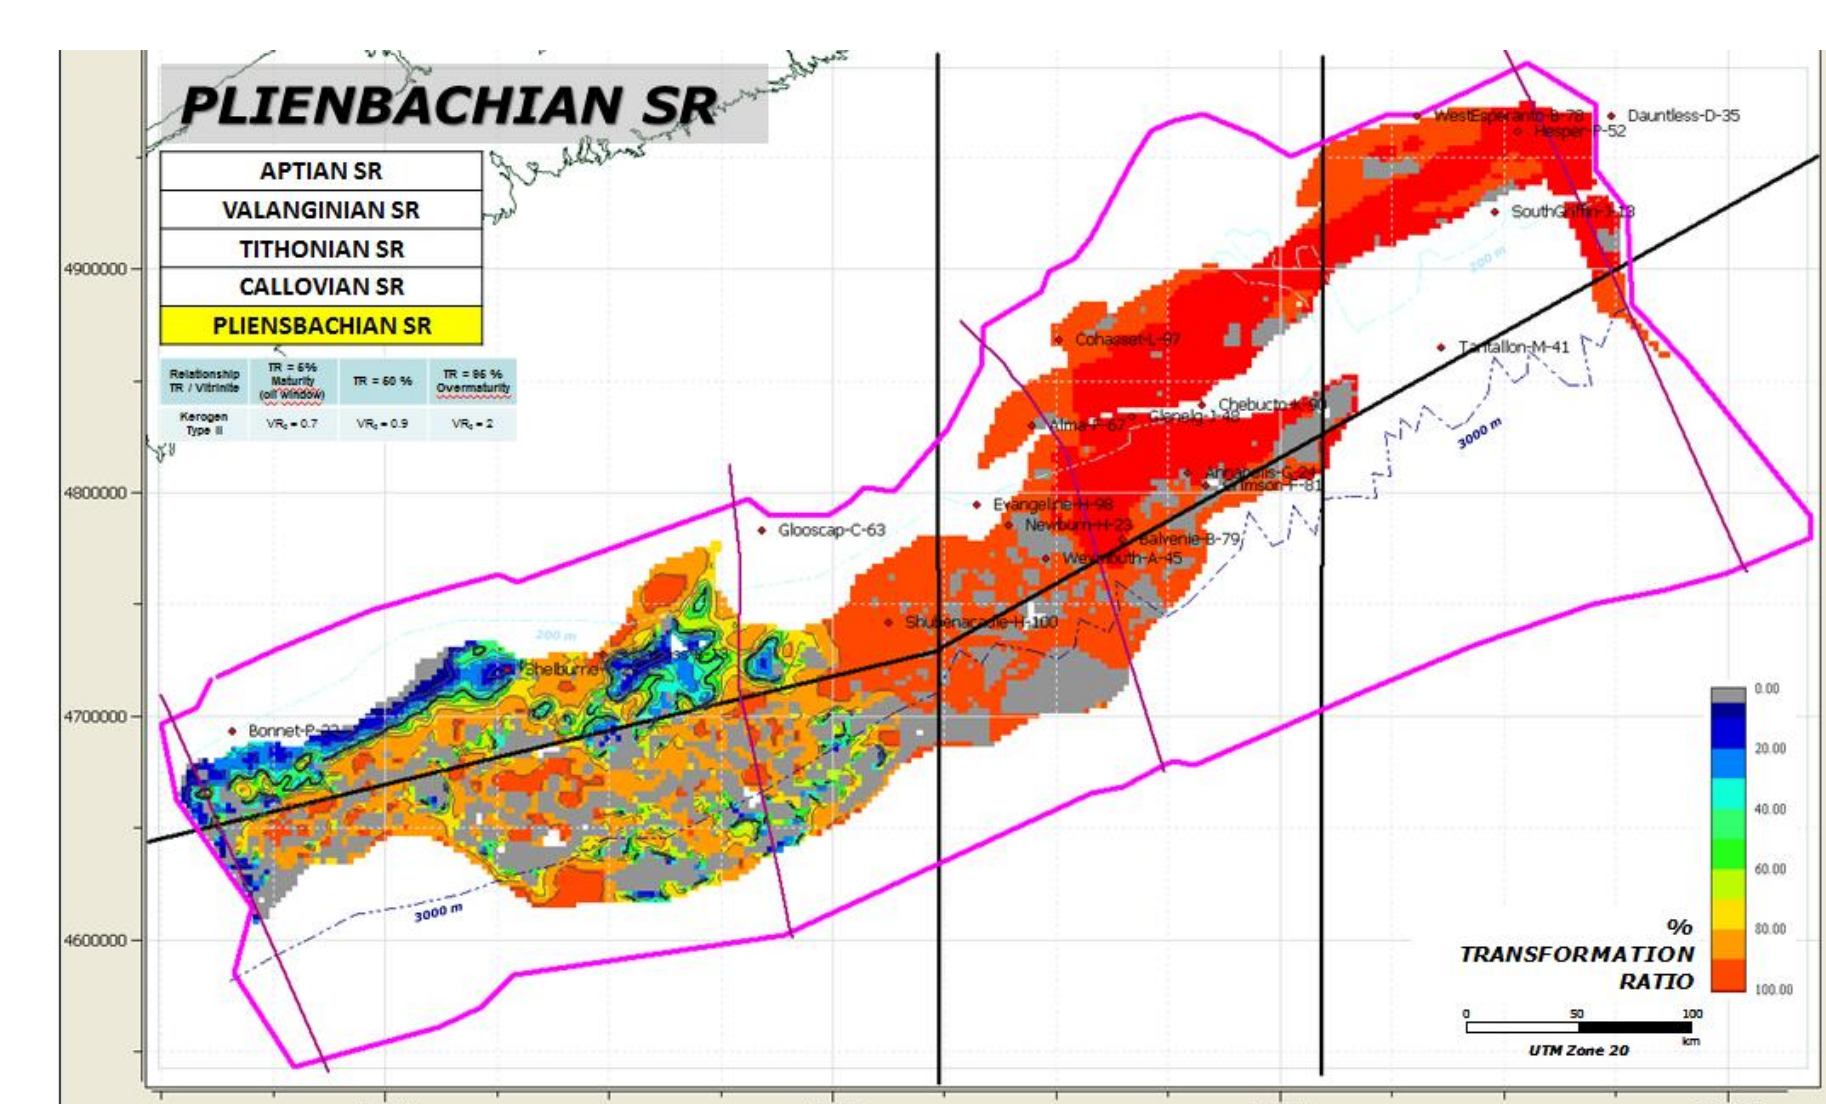 PLIENBACHIAN SR
APTIAN SR
VALANGINIAN SR
TITHONIAN SR
CALLOVIAN SR
PLIENSBACHIAN SR
Relationship TR / Vitrinite
TR = 5% Maturity (oil window)
TR = 50 %
TR = 95 % Overmaturity
Kerogen Type II
VR₀ = 0.7
VR₀ = 0.9
VR₀ = 2
WestEsperanto-B-78
Dauntless-D-35
Hesper-P-52
SouthGriffin-J-13
4900000
200 m
Cohasset-L-97
Tantallon-M-41
Chebucto-K-90
Glenelg-J-48
Alma-F-67
3000 m
Annapolis-G-24
Crimson-F-81
4800000
Evangeline-H-98
Newburn-H-23
Glooscap-C-63
Balvenie-B-79
Weymouth-A-45
Shubenacadie-H-100
200 m
Shelburne
4700000
Bonnet-P-23
3000 m
4600000
0.00
20.00
40.00
60.00
80.00
100.00
%
TRANSFORMATION
RATIO
0 50 100
km
UTM Zone 20